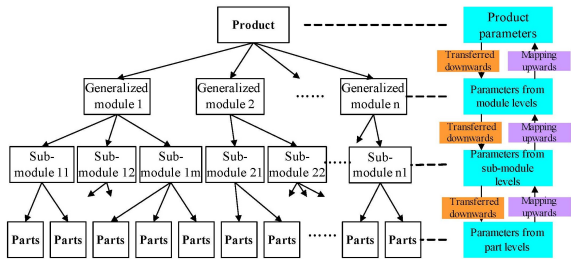 Product
Product
parameters
Transferred
downwards
Mapping
upwards
Generalized
module 1
Generalized
module 2
......
Generalized
module n
Parameters from
module levels
Transferred
downwards
Mapping
upwards
Sub-
module 11
Sub-
module 12
Sub-
module 1m
Sub-
module 21
Sub-
module 22
......
Sub-
module n1
Parameters from
sub-module
levels
Transferred
downwards
Mapping
upwards
Parts
Parts
Parts
Parts
Parts
Parts
Parts
......
Parts
Parts
Parameters from
part levels